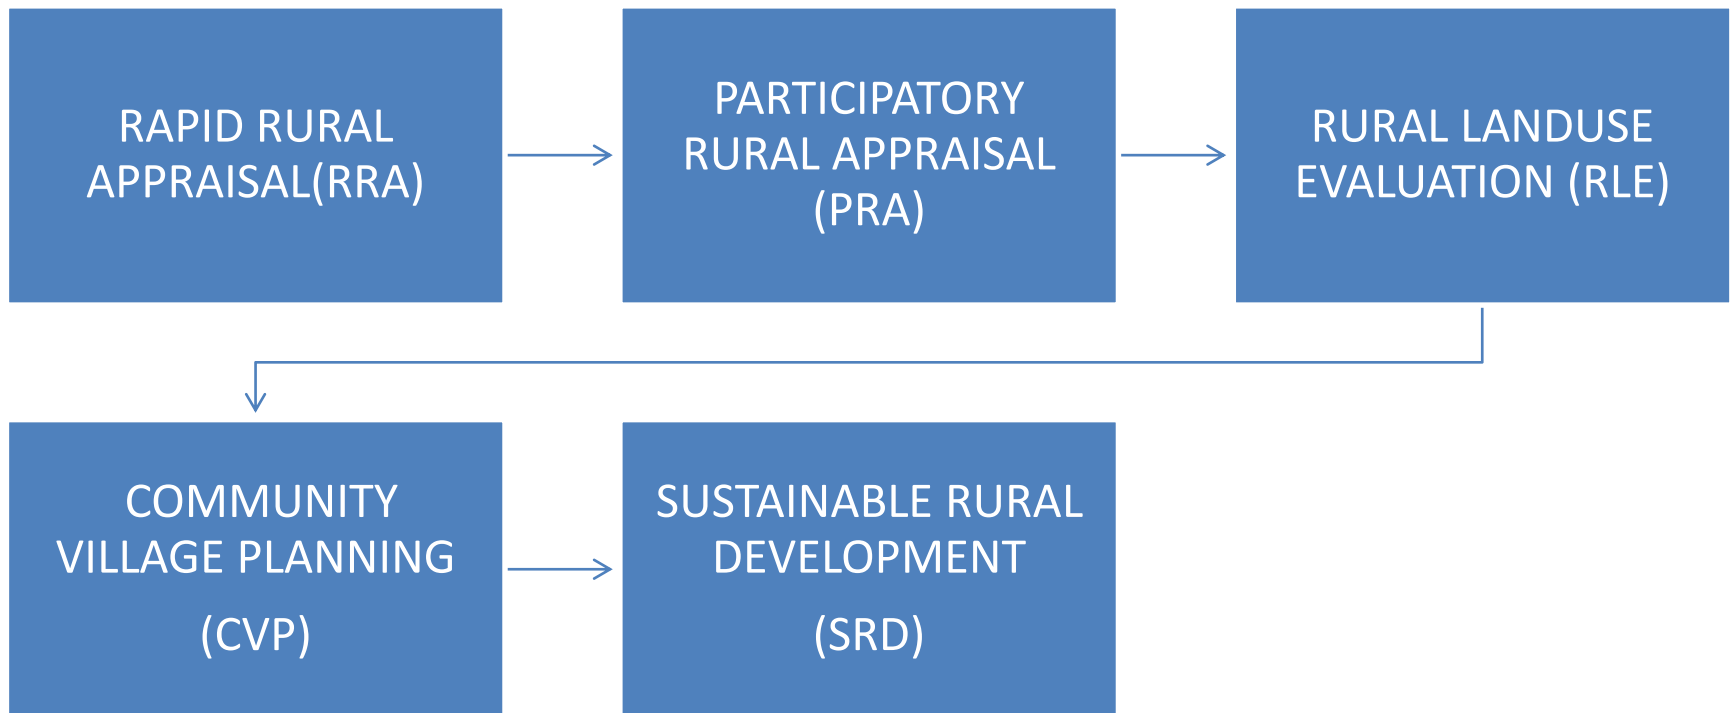 RAPID RURAL
APPRAISAL(RRA)
PARTICIPATORY
RURAL APPRAISAL
(PRA)
RURAL LANDUSE
EVALUATION (RLE)
COMMUNITY
VILLAGE PLANNING
(CVP)
SUSTAINABLE RURAL
DEVELOPMENT
(SRD)